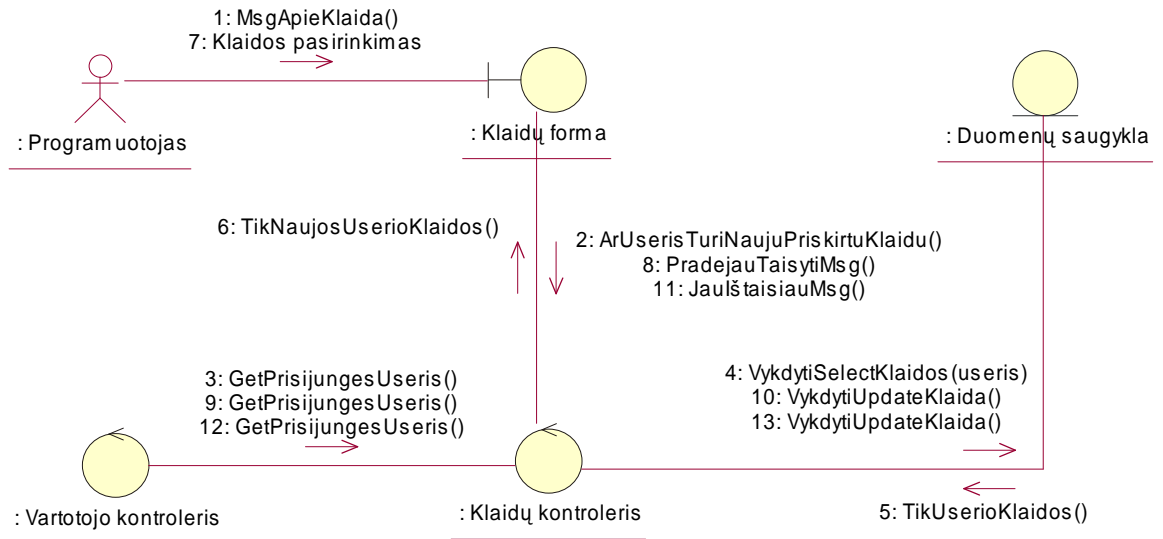 1: MsgApieKlaida()
7: Klaidos pasirinkimas
: Programuotojas
: Klaidų forma
: Duomenų saugykla
6: TikNaujosUserioKlaidos()
2: ArUserisTuriNaujuPriskirtuKlaidu()
8: PradejauTaisytiMsg()
11: JauIštaisiauMsg()
3: GetPrisijungesUseris()
9: GetPrisijungesUseris()
12: GetPrisijungesUseris()
4: VykdytiSelectKlaidos(useris)
10: VykdytiUpdateKlaida()
13: VykdytiUpdateKlaida()
: Vartotojo kontroleris
: Klaidų kontroleris
5: TikUserioKlaidos()